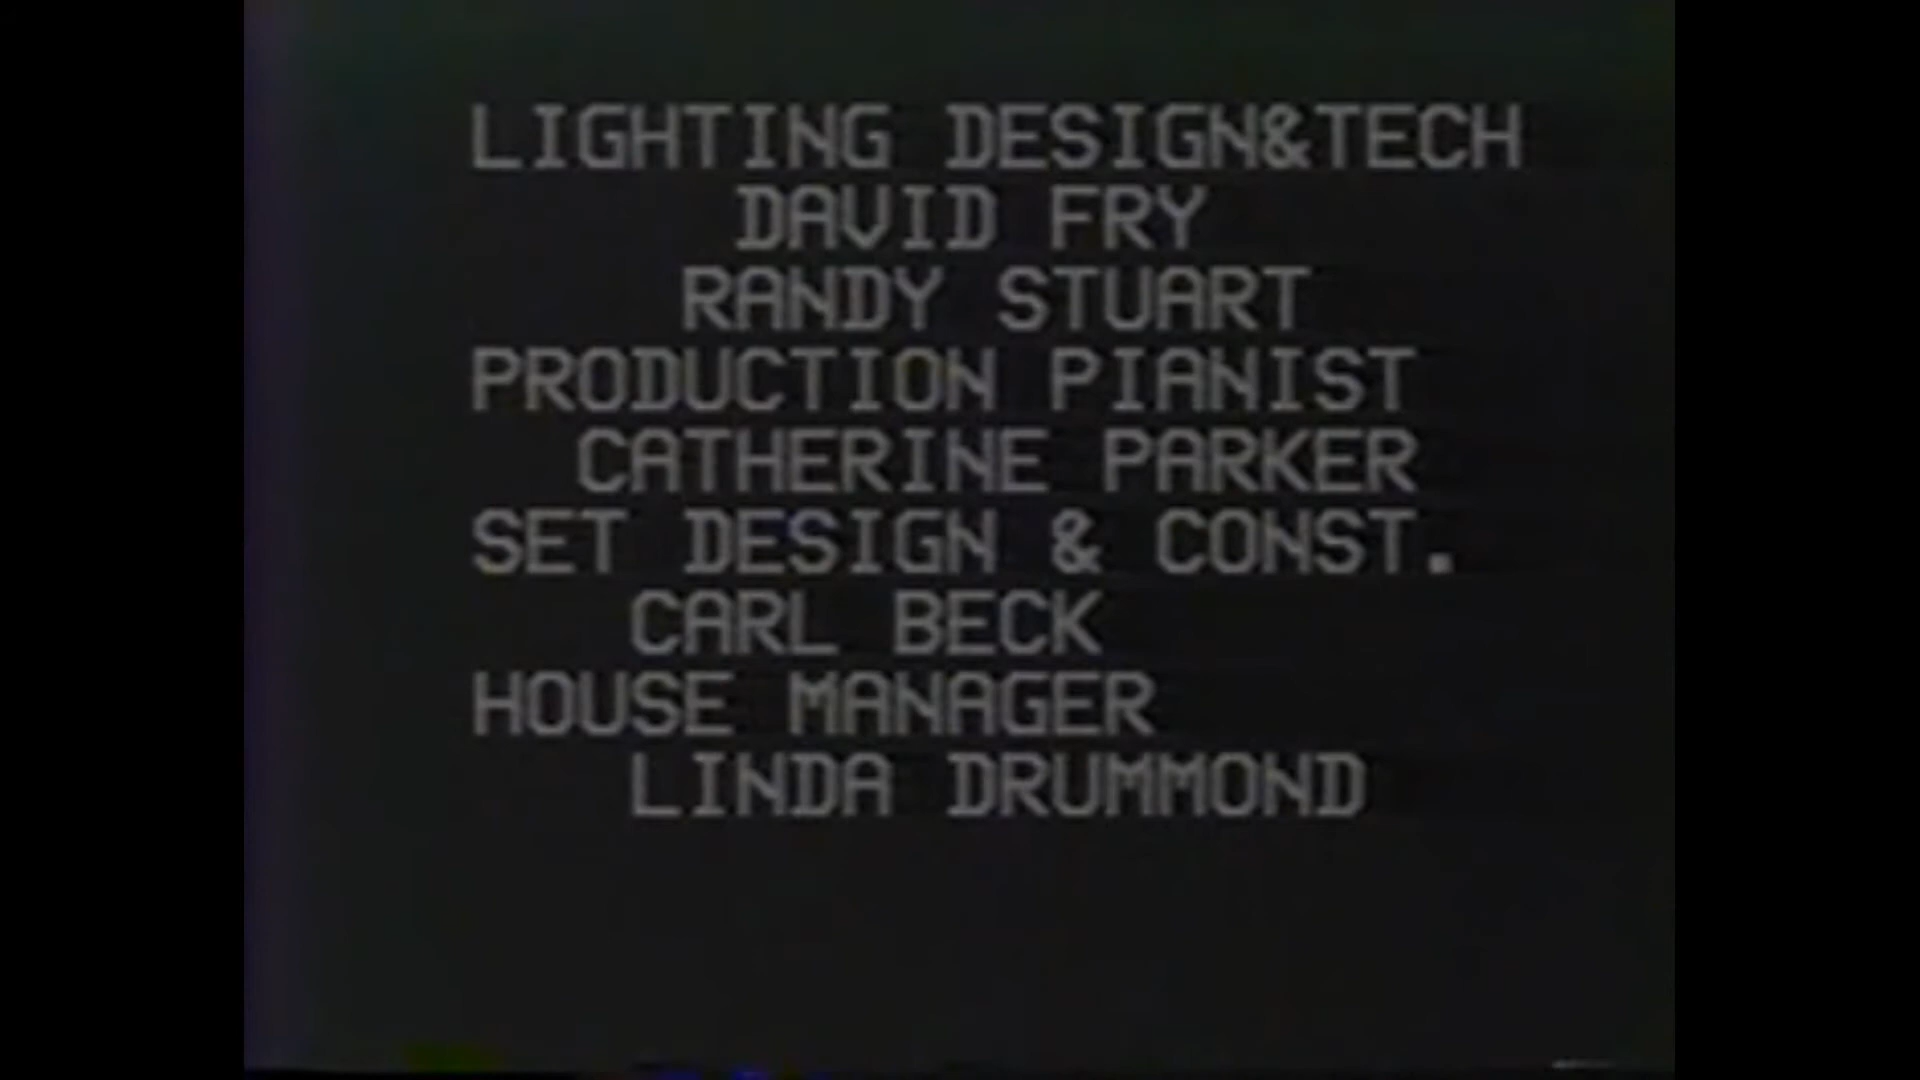 LIGHTING DESIGN&TECH
DAVID FRY
RANDY STUART
PRODUCTION PIANIST
CATHERINE PARKER
SET DESIGN & CONST.
CARL BECK
HOUSE MANAGER
LINDA DRUMMOND